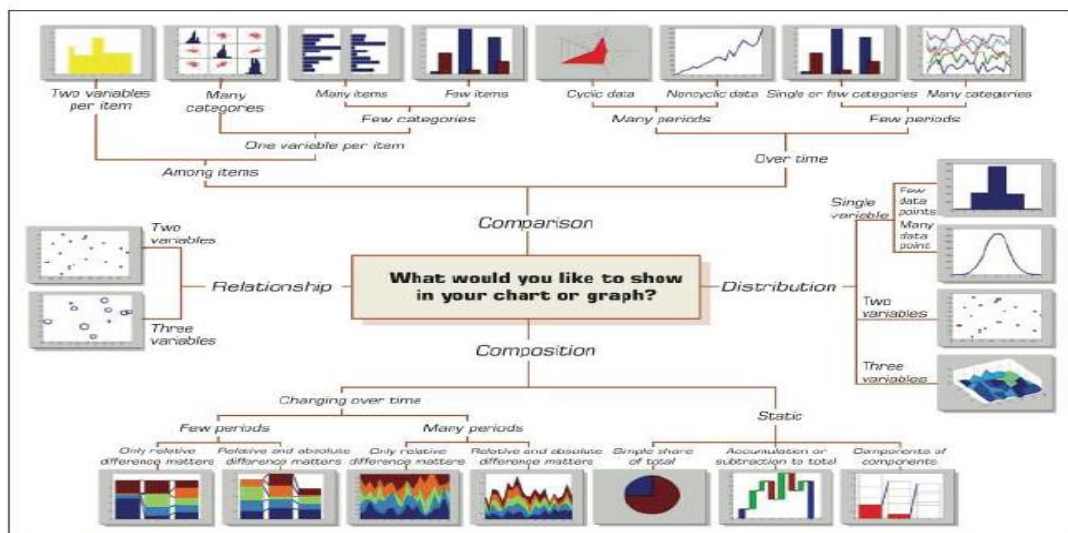 Two variables
per item
Many
categories
Many items
Few items
Cyclic data
Noncyclic data
Single or few categories
Many categories
Few categories
Many periods
Few periods
One variable per item
Over time
Among items
Comparison
Single
variable
Few
data
points
Many
data
point
Two
variables
Relationship
What would you like to show
in your chart or graph?
Distribution
Three
variables
Two
variables
Composition
Three
variables
Changing over time
Static
Few periods
Many periods
Only relative
difference matters
Relative and absolute
difference matters
Only relative
difference matters
Relative and absolute
difference matters
Simple share
of total
Accumulation or
subtraction to total
Components of
components